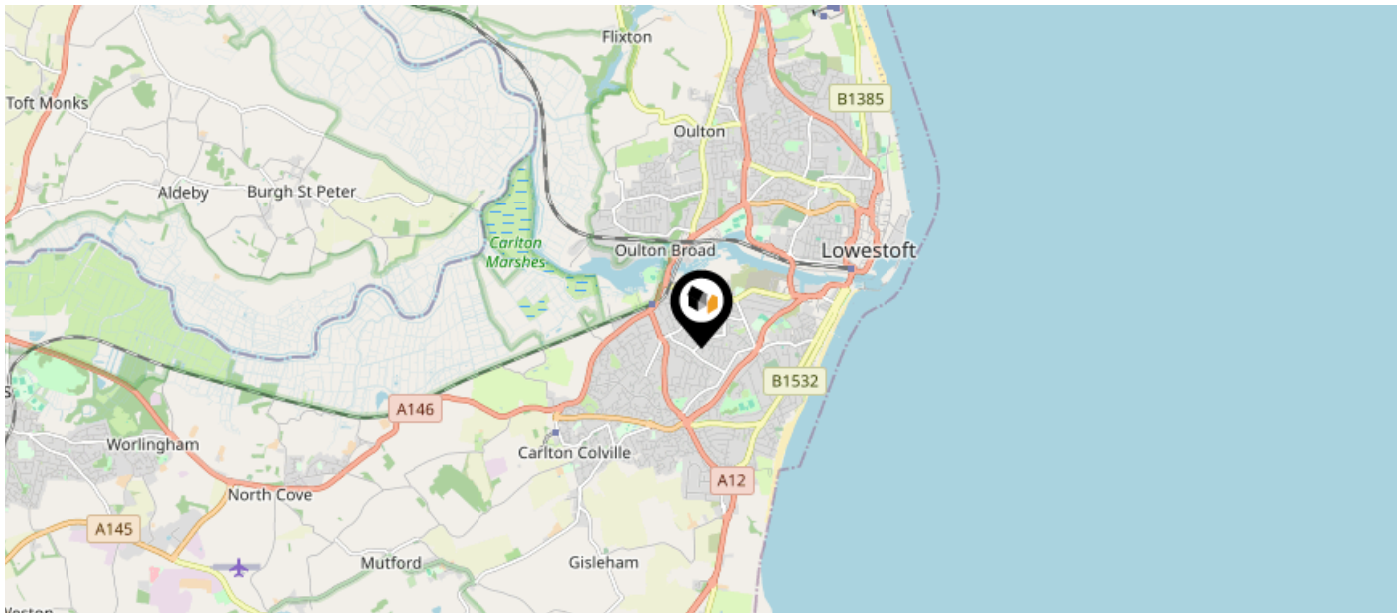 Flixton
Toft Monks
B1385
Oulton
Aldeby
Burgh St Peter
Carlton
Marshes
Oulton Broad
Lowestoft
B1532
A146
Worlingham
Carlton Colville
North Cove
A12
A145
Mutford
Gisleham